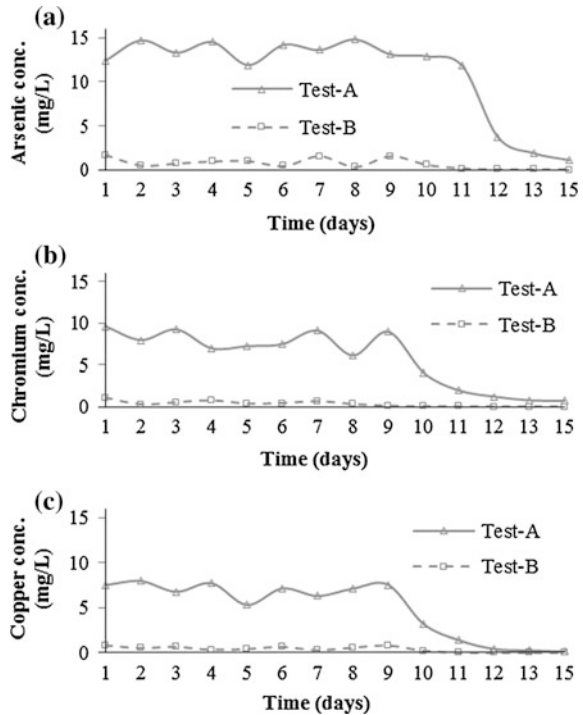 (a)
Arsenic conc.
(mg/L)
15
10
5
0
Test-A
Test-B
1 2 3 4 5 6 7 8 9 10 11 12 13 15
Time (days)
(b)
Chromium conc.
(mg/L)
15
10
5
0
Test-A
Test-B
1 2 3 4 5 6 7 8 9 10 11 12 13 15
Time (days)
(c)
Copper conc.
(mg/L)
15
10
5
0
Test-A
Test-B
1 2 3 4 5 6 7 8 9 10 11 12 13 15
Time (days)